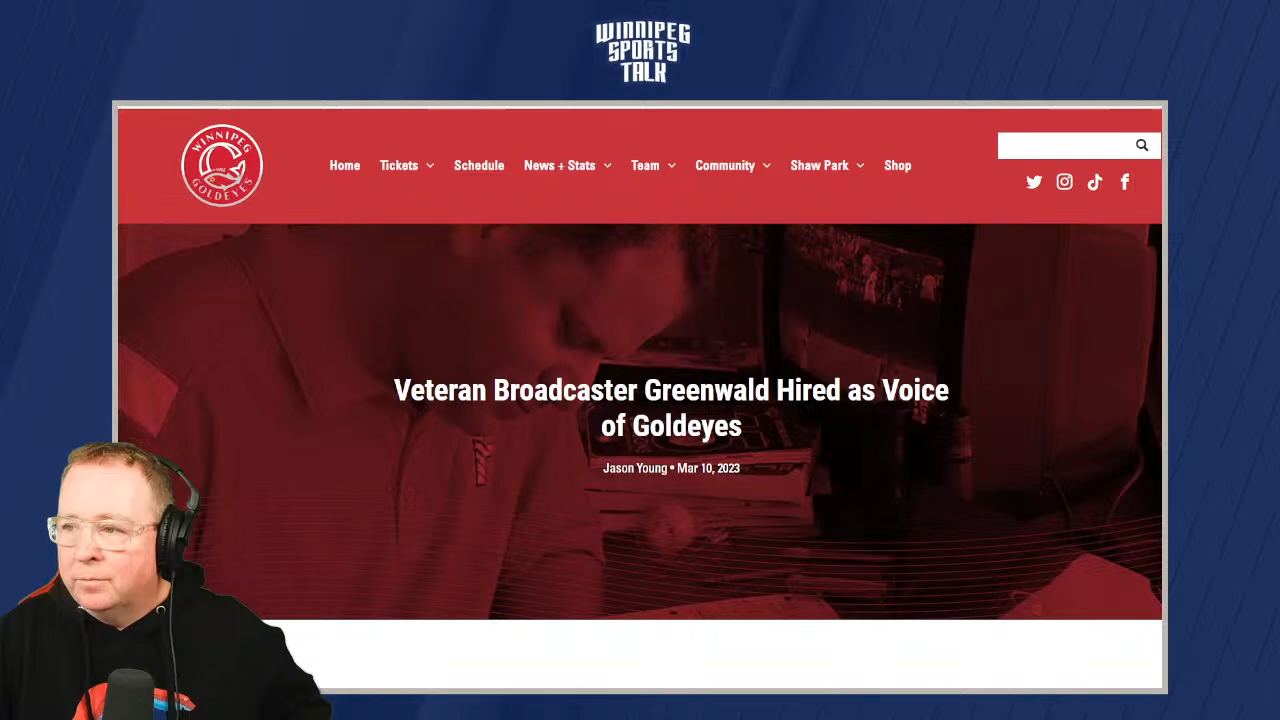 WINNIPEG
SPORTS
TALK
WINNIPEG
GOLDEYES
Home
Tickets
Schedule
News + Stats
Team
Community
Shaw Park
Shop
Veteran Broadcaster Greenwald Hired as Voice
of Goldeyes
Jason Young • Mar 10, 2023